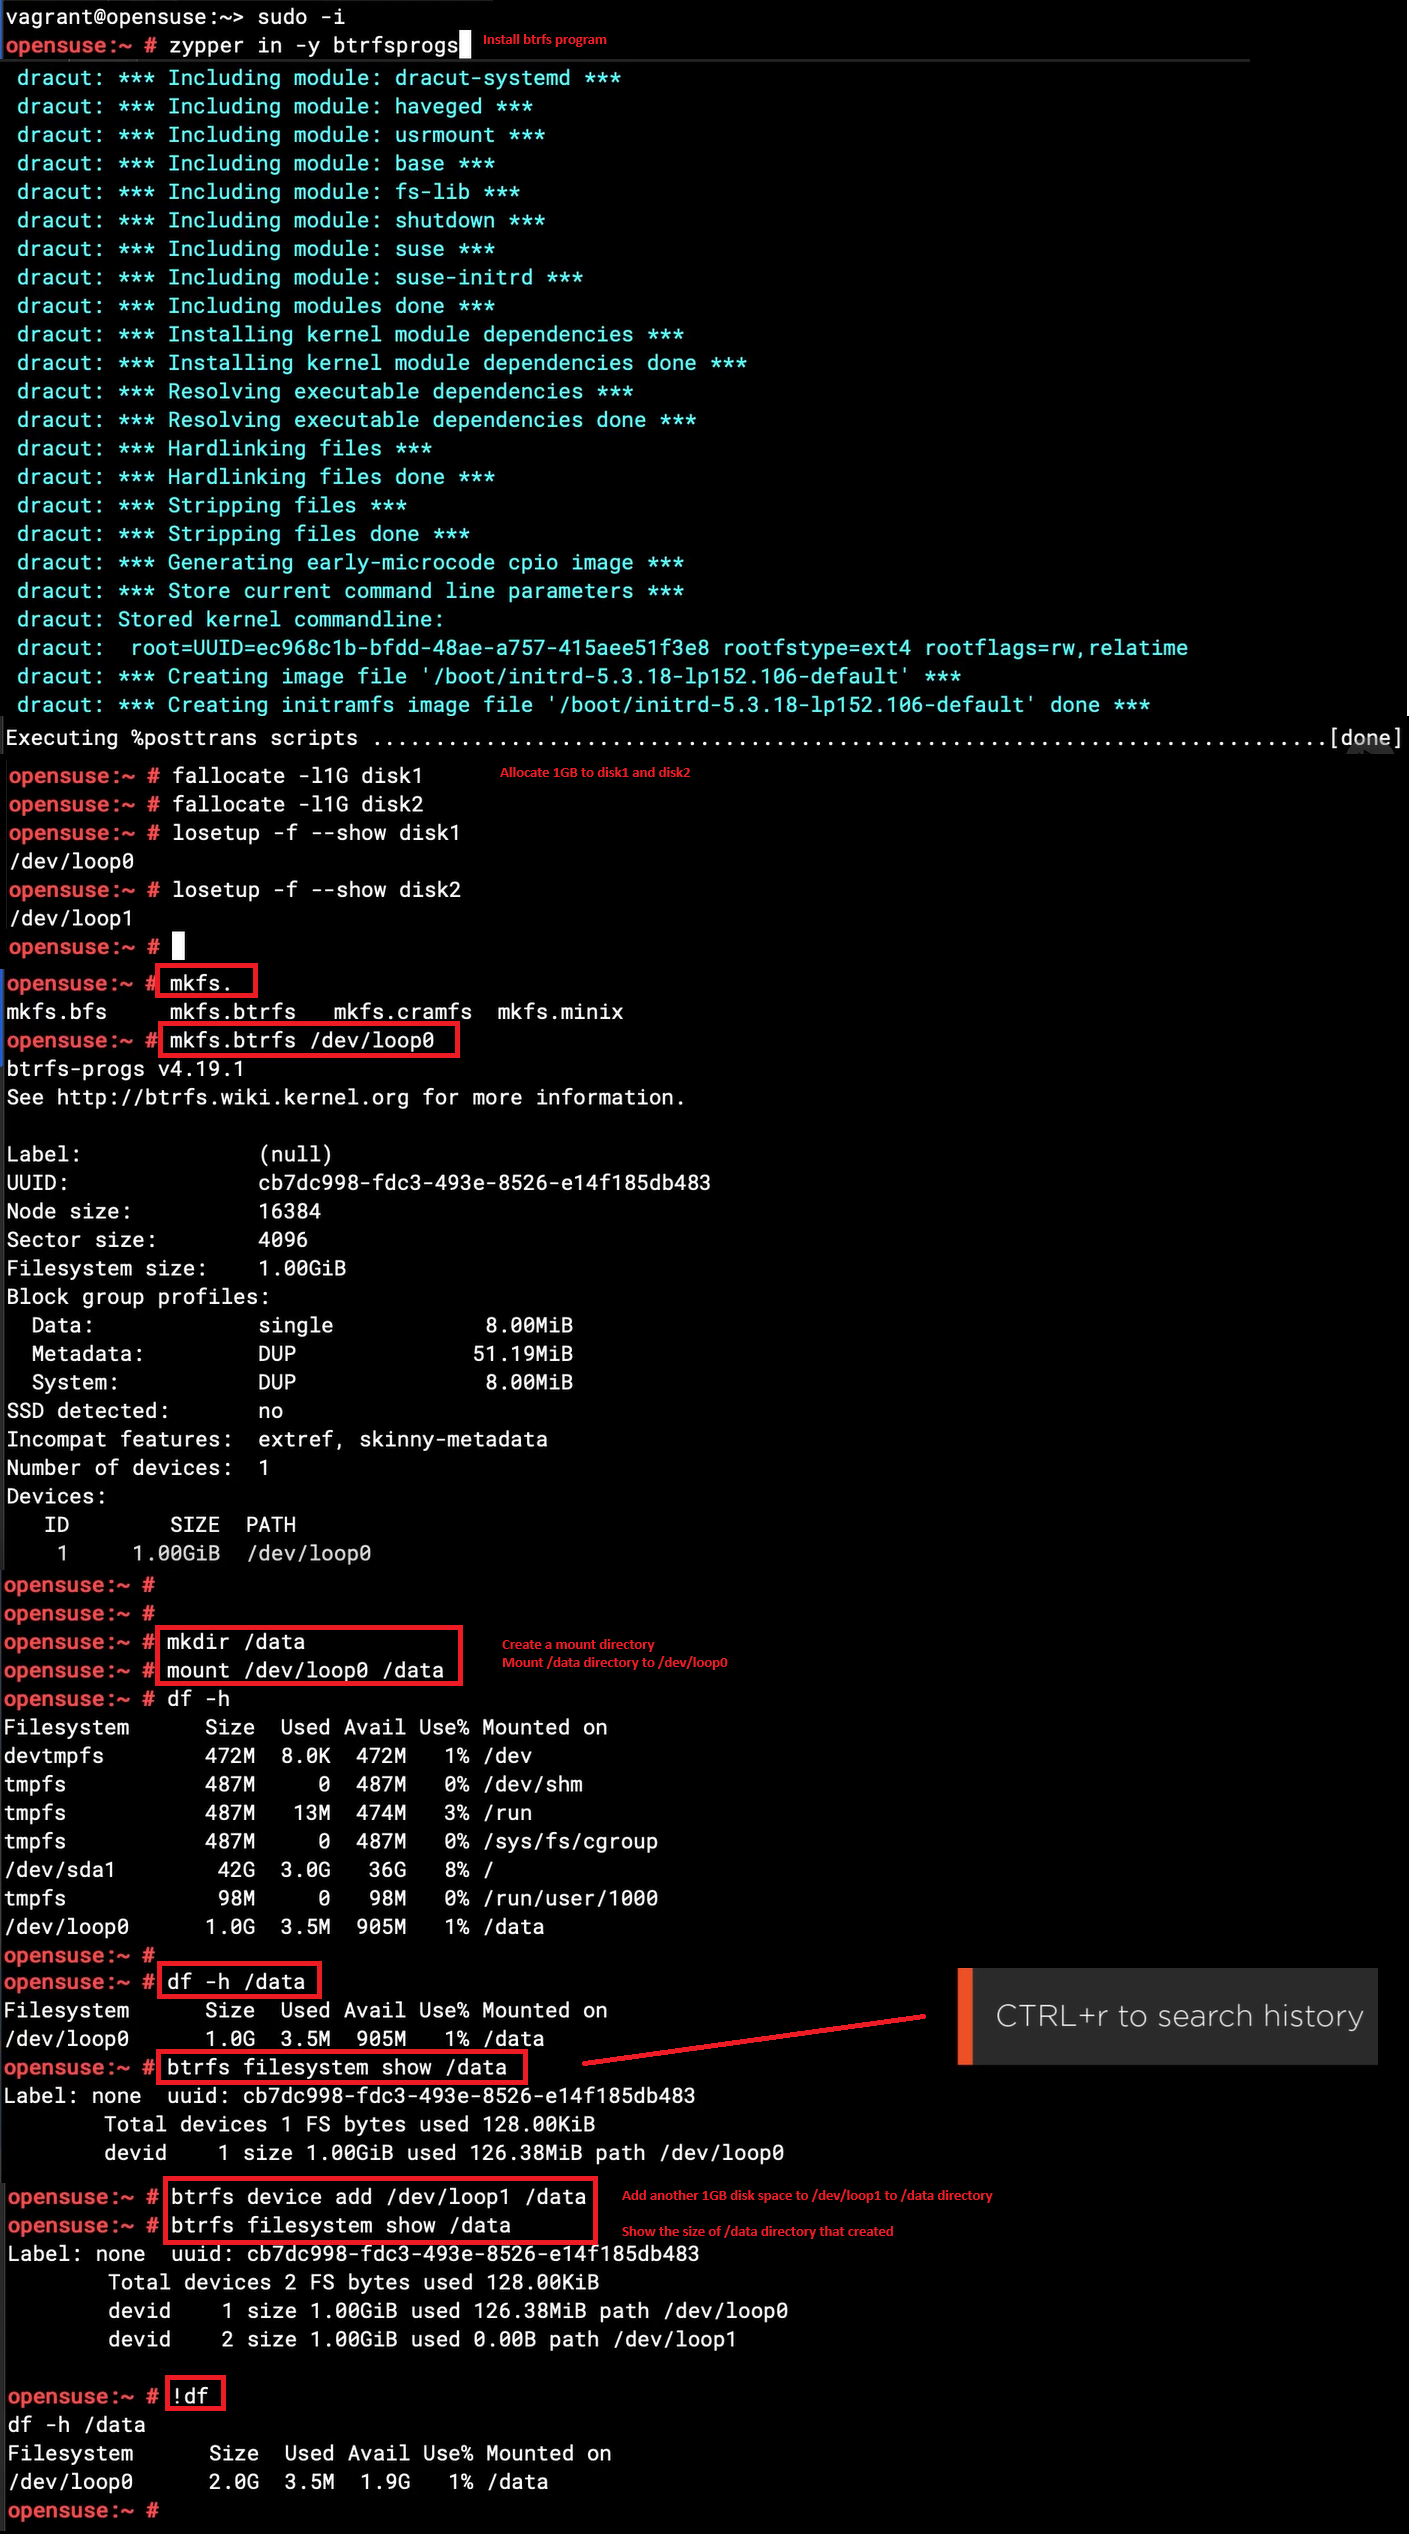 vagrant@opensuse:~> sudo -i
opensuse:~ # zypper in -y btrfsprogs Install btrfs program
dracut: *** Including module: dracut-systemd ***
dracut: *** Including module: haveged ***
dracut: *** Including module: usrmount ***
dracut: *** Including module: base ***
dracut: *** Including module: fs-lib ***
dracut: *** Including module: shutdown ***
dracut: *** Including module: suse ***
dracut: *** Including module: suse-initrd ***
dracut: *** Including modules done ***
dracut: *** Installing kernel module dependencies ***
dracut: *** Installing kernel module dependencies done ***
dracut: *** Resolving executable dependencies ***
dracut: *** Resolving executable dependencies done ***
dracut: *** Hardlinking files ***
dracut: *** Hardlinking files done ***
dracut: *** Stripping files ***
dracut: *** Stripping files done ***
dracut: *** Generating early-microcode cpio image ***
dracut: *** Store current command line parameters ***
dracut: Stored kernel commandline:
dracut:  root=UUID=ec968c1b-bfdd-48ae-a757-415aee51f3e8 rootfstype=ext4 rootflags=rw,relatime
dracut: *** Creating image file '/boot/initrd-5.3.18-lp152.106-default' ***
dracut: *** Creating initramfs image file '/boot/initrd-5.3.18-lp152.106-default' done ***
Executing %posttrans scripts ............................................................................[done]
opensuse:~ # fallocate -l1G disk1 Allocate 1GB to disk1 and disk2
opensuse:~ # fallocate -l1G disk2
opensuse:~ # losetup -f --show disk1
/dev/loop0
opensuse:~ # losetup -f --show disk2
/dev/loop1
opensuse:~ #
opensuse:~ # mkfs.
mkfs.bfs     mkfs.btrfs   mkfs.cramfs  mkfs.minix
opensuse:~ # mkfs.btrfs /dev/loop0
btrfs-progs v4.19.1
See http://btrfs.wiki.kernel.org for more information.
Label:              (null)
UUID:               cb7dc998-fdc3-493e-8526-e14f185db483
Node size:          16384
Sector size:        4096
Filesystem size:    1.00GiB
Block group profiles:
  Data:             single            8.00MiB
  Metadata:         DUP              51.19MiB
  System:           DUP               8.00MiB
SSD detected:       no
Incompat features:  extref, skinny-metadata
Number of devices:  1
Devices:
   ID        SIZE  PATH
    1     1.00GiB  /dev/loop0
opensuse:~ #
opensuse:~ #
opensuse:~ # mkdir /data Create a mount directory
opensuse:~ # mount /dev/loop0 /data Mount /data directory to /dev/loop0
opensuse:~ # df -h
Filesystem      Size  Used Avail Use% Mounted on
devtmpfs        472M  8.0K  472M   1% /dev
tmpfs           487M     0  487M   0% /dev/shm
tmpfs           487M   13M  474M   3% /run
tmpfs           487M     0  487M   0% /sys/fs/cgroup
/dev/sda1        42G  3.0G   36G   8% /
tmpfs            98M     0   98M   0% /run/user/1000
/dev/loop0      1.0G  3.5M  905M   1% /data
opensuse:~ #
opensuse:~ # df -h /data
Filesystem      Size  Used Avail Use% Mounted on
CTRL+r to search history
/dev/loop0      1.0G  3.5M  905M   1% /data
opensuse:~ # btrfs filesystem show /data
Label: none  uuid: cb7dc998-fdc3-493e-8526-e14f185db483
        Total devices 1 FS bytes used 128.00KiB
        devid    1 size 1.00GiB used 126.38MiB path /dev/loop0
opensuse:~ # btrfs device add /dev/loop1 /data Add another 1GB disk space to /dev/loop1 to /data directory
opensuse:~ # btrfs filesystem show /data Show the size of /data directory that created
Label: none  uuid: cb7dc998-fdc3-493e-8526-e14f185db483
        Total devices 2 FS bytes used 128.00KiB
        devid    1 size 1.00GiB used 126.38MiB path /dev/loop0
        devid    2 size 1.00GiB used 0.00B path /dev/loop1
opensuse:~ # !df
df -h /data
Filesystem      Size  Used Avail Use% Mounted on
/dev/loop0      2.0G  3.5M  1.9G   1% /data
opensuse:~ #